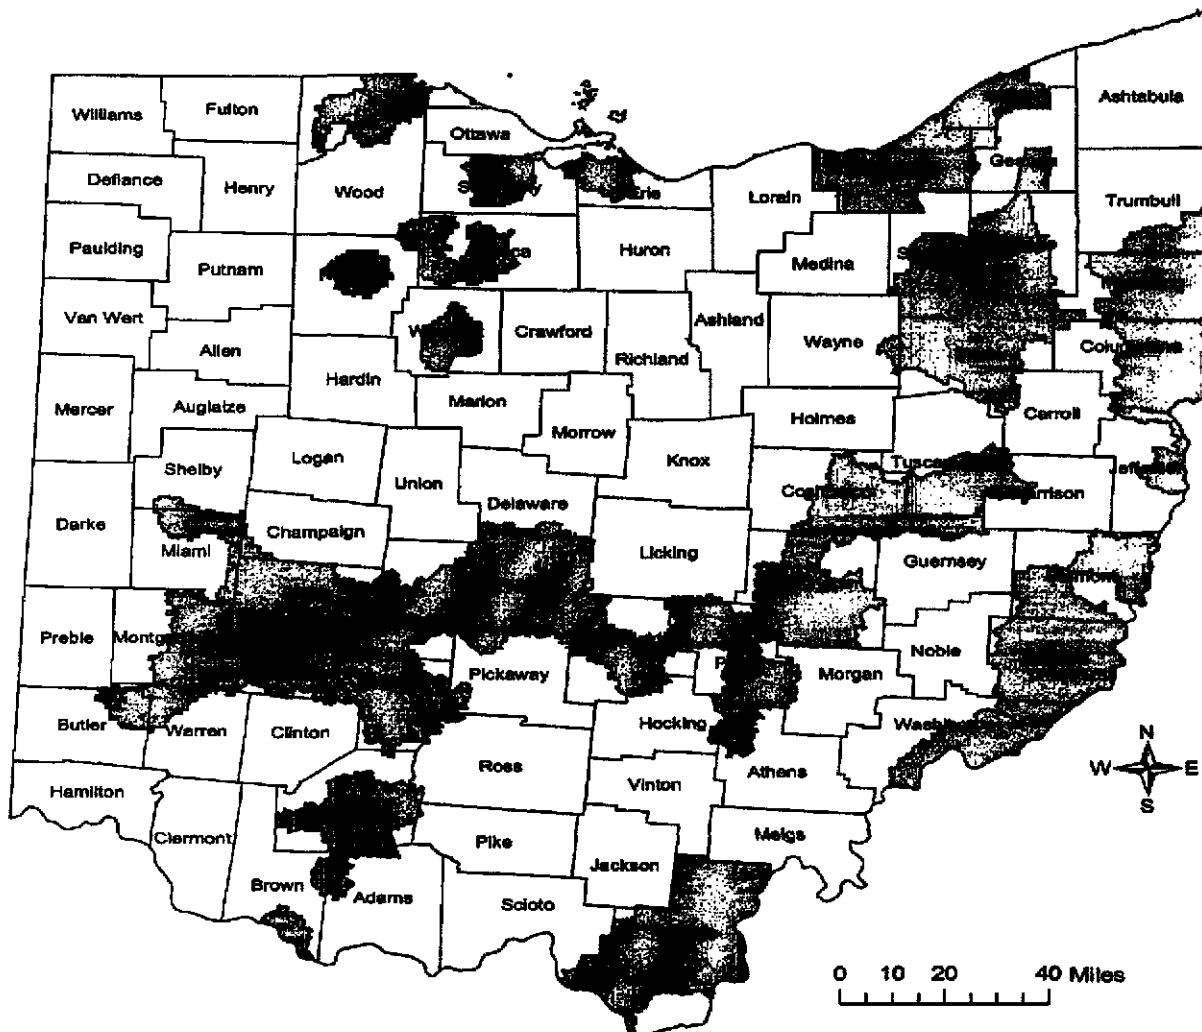 Ashtabula
Fulton
Williams
Ottawa
Defiance
Henry
Wood
Erie
Lorain
Trumbull
Paulding
Huron
Putnam
Medina
Van Wert
Ashland
Crawford
Wayne
Allen
Richland
Hardin
Mercer
Auglaize
Marion
Holmes
Carroll
Morrow
Logan
Knox
Shelby
Union
Delaware
Harrison
Darke
Champaign
Licking
Miami
Guernsey
Preble
Noble
Pickaway
Morgan
Butler
Warren
Clinton
Hocking
N
Ross
Athens
W E
Hamilton
Vinton
S
Clermont
Pike
Meigs
Jackson
Brown
Adams
Scioto
0 10 20 40 Miles